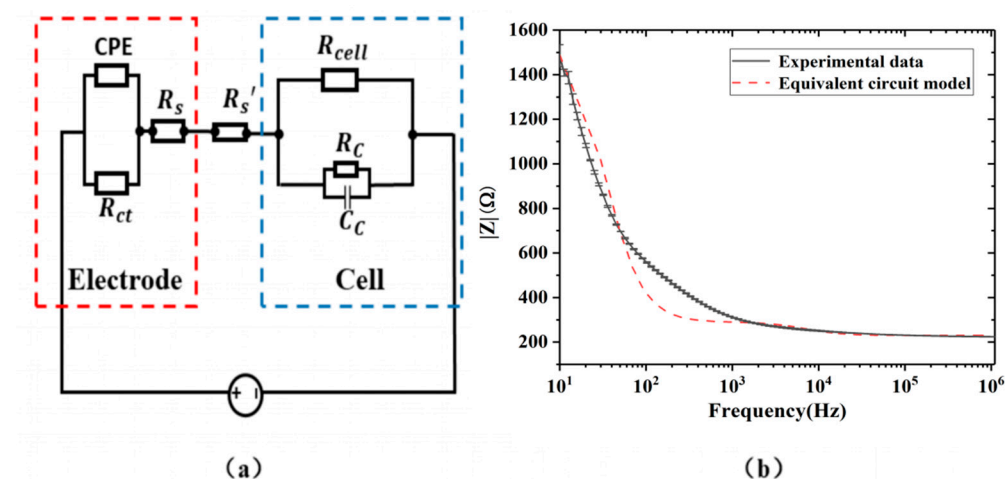 CPE
R_s
R_s'
R_cell
R_C
C_C
R_ct
Electrode
Cell
+ -
(a)
1600
1400
1200
1000
800
600
400
200
|Z|(Ω)
Experimental data
Equivalent circuit model
10^1
10^2
10^3
10^4
10^5
10^6
Frequency(Hz)
(b)